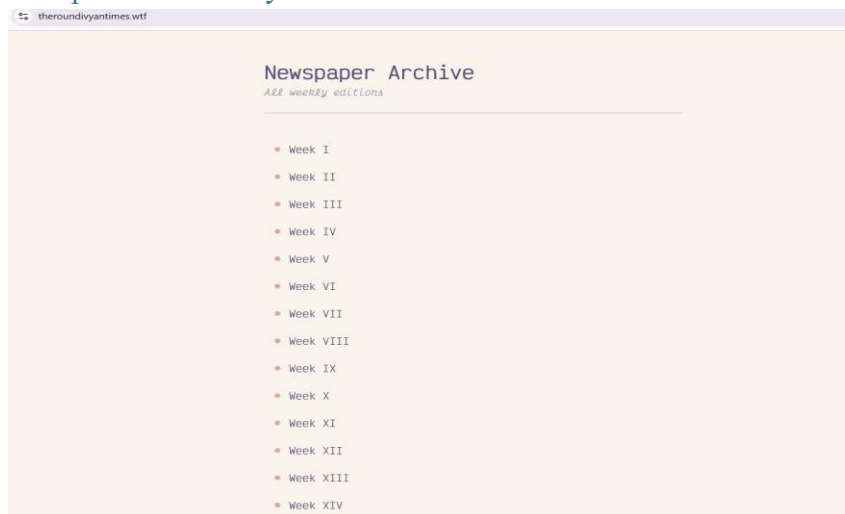 theroundivyantimes.wtf
Newspaper Archive
All weekly editions
Week I
Week II
Week III
Week IV
Week V
Week VI
Week VII
Week VIII
Week IX
Week X
Week XI
Week XII
Week XIII
Week XIV